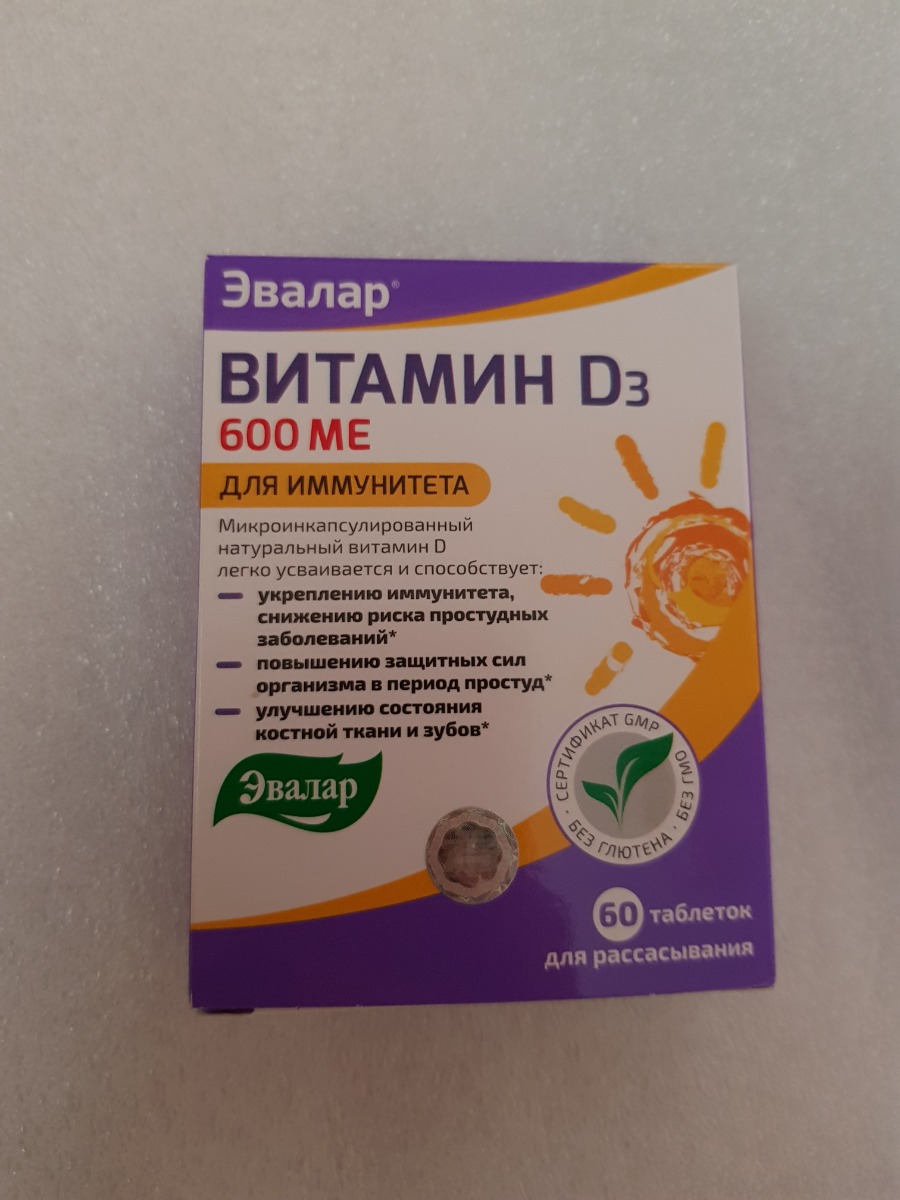 Эвалар®
ВИТАМИН D3
600 МЕ
ДЛЯ ИММУНИТЕТА
Микроинкапсулированный
натуральный витамин D
легко усваивается и способствует:
— укреплению иммунитета,
снижению риска простудных
заболеваний*
— повышению защитных сил
организма в период простуд*
— улучшению состояния
костной ткани и зубов*
Эвалар
СЕРТИФИКАТ GMP · БЕЗ ГМО · БЕЗ ГЛЮТЕНА ·
60 таблеток
для рассасывания